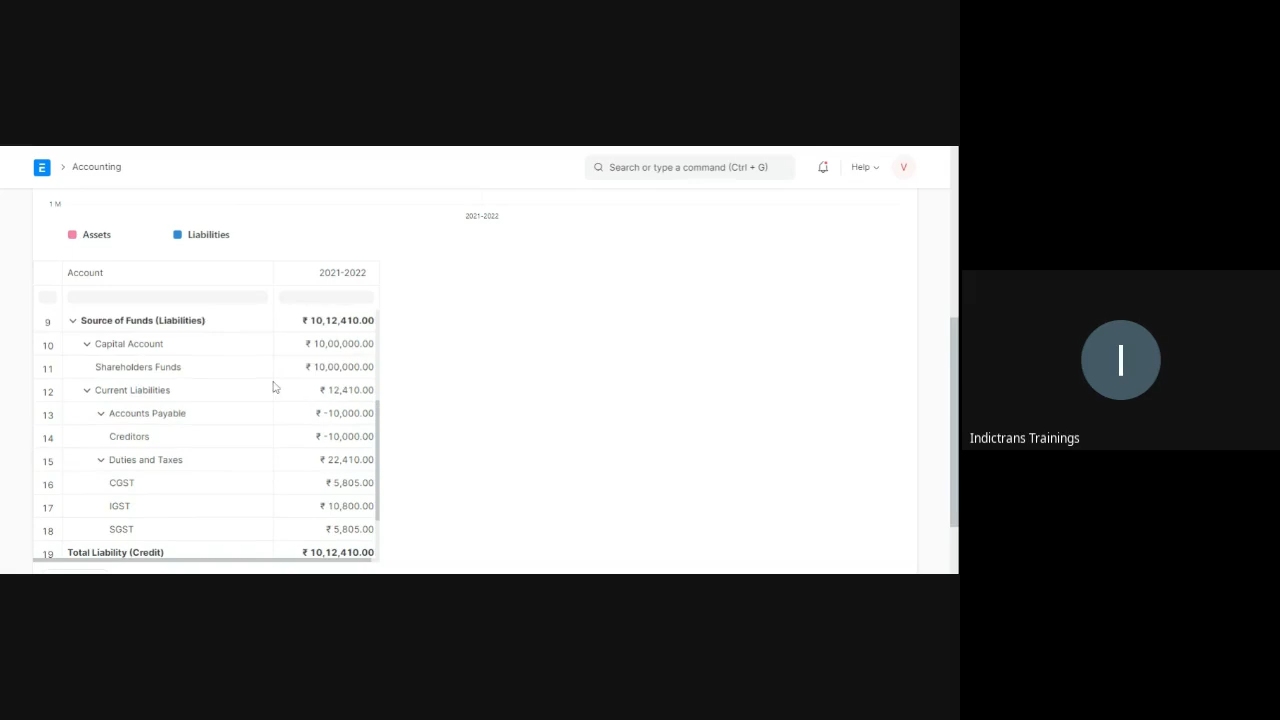 E > Accounting Search or type a command (Ctrl + G) Help V
1 M
2021-2022
Assets Liabilities
Account 2021-2022
9 Source of Funds (Liabilities) ₹ 10,12,410.00
10 Capital Account ₹ 10,00,000.00
11 Shareholders Funds ₹ 10,00,000.00
12 Current Liabilities ₹ 12,410.00
13 Accounts Payable ₹ -10,000.00
14 Creditors ₹ -10,000.00
15 Duties and Taxes ₹ 22,410.00
16 CGST ₹ 5,805.00
17 IGST ₹ 10,800.00
18 SGST ₹ 5,805.00
19 Total Liability (Credit) ₹ 10,12,410.00
I
Indictrans Trainings